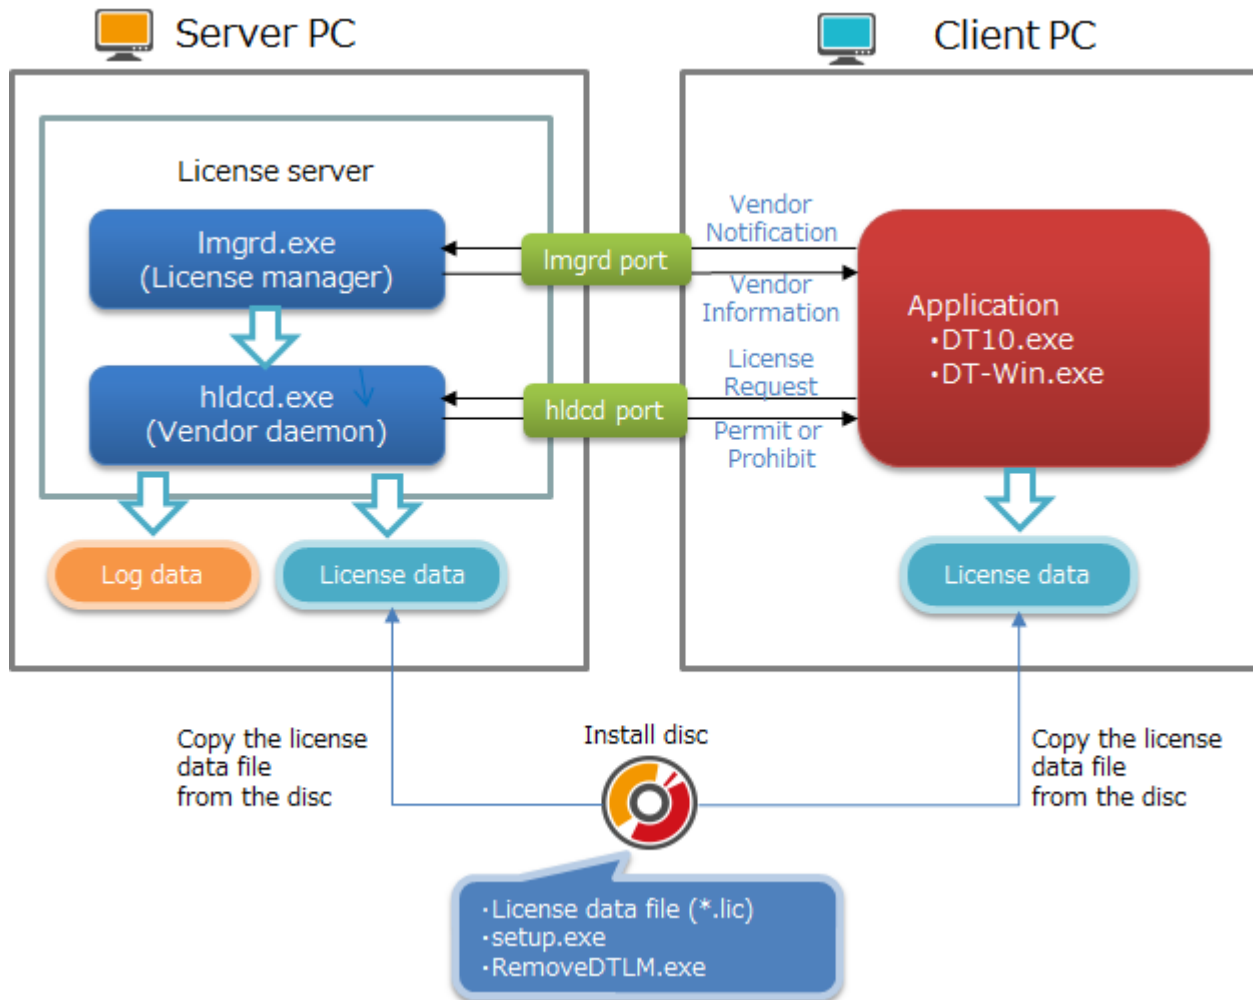 Server PC
Client PC
License server
lmgrd.exe
(License manager)
hldcd.exe
(Vendor daemon)
Log data
License data
lmgrd port
hldcd port
Vendor
Notification
Vendor
Information
License
Request
Permit or
Prohibit
Application
・DT10.exe
・DT-Win.exe
License data
Copy the license
data file
from the disc
Install disc
Copy the license
data file
from the disc
・License data file (*.lic)
・setup.exe
・RemoveDTLM.exe